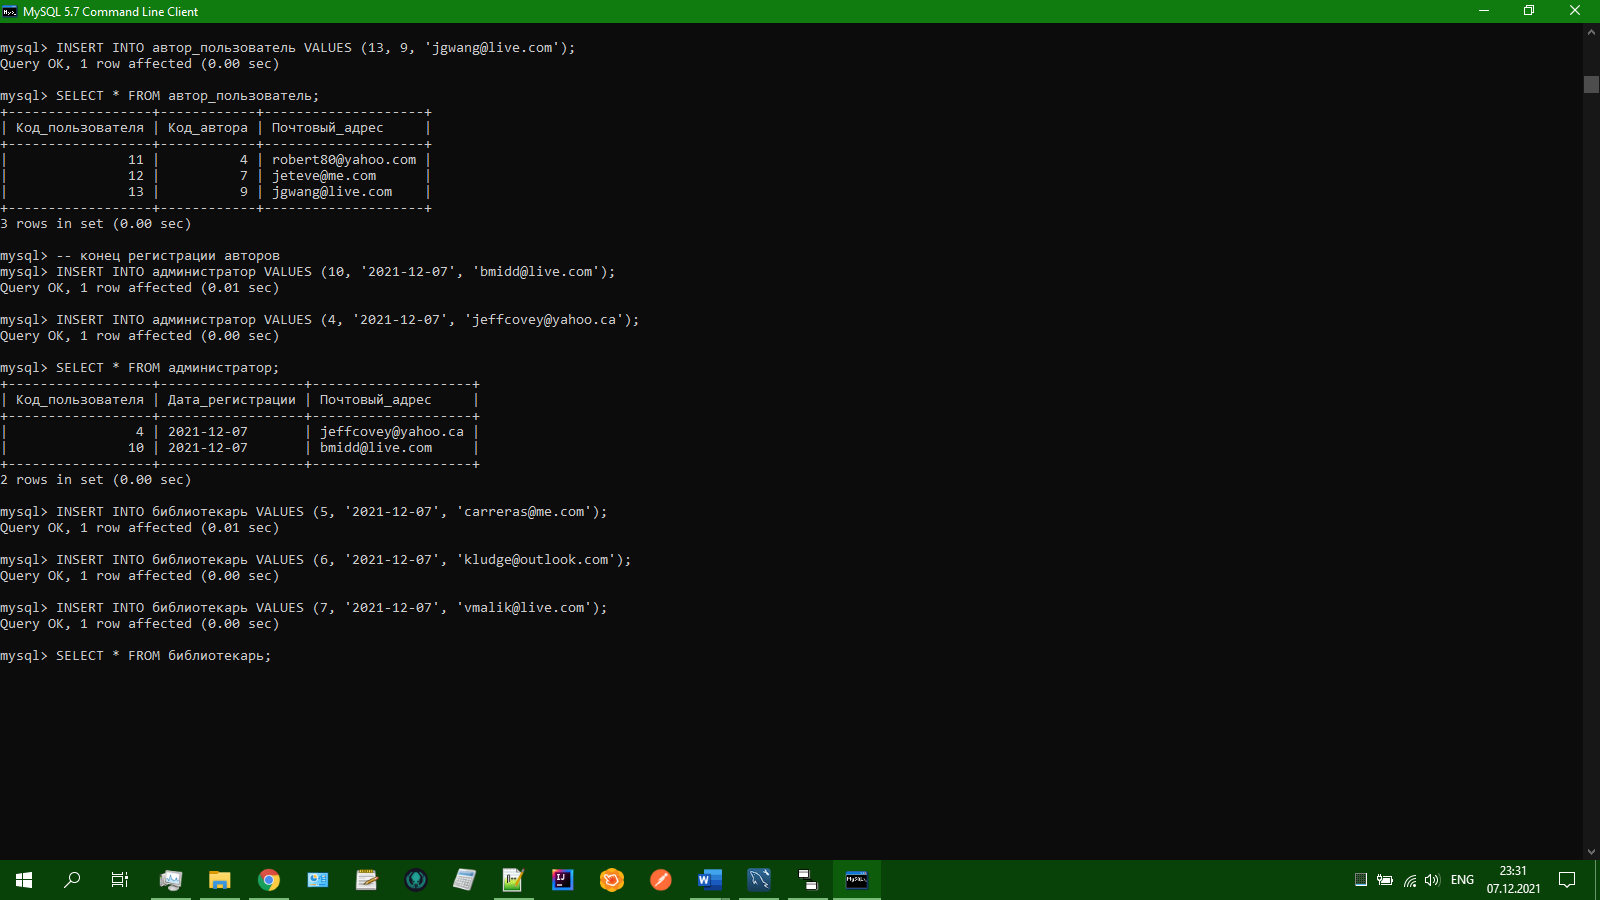 MySQL 5.7 Command Line Client
mysql> INSERT INTO автор_пользователь VALUES (13, 9, 'jgwang@live.com');
Query OK, 1 row affected (0.00 sec)
mysql> SELECT * FROM автор_пользователь;
+------------------+------------+--------------------+
| Код_пользователя | Код_автора | Почтовый_адрес     |
+------------------+------------+--------------------+
|               11 |          4 | robert80@yahoo.com |
|               12 |          7 | jeteve@me.com      |
|               13 |          9 | jgwang@live.com    |
+------------------+------------+--------------------+
3 rows in set (0.00 sec)
mysql> -- конец регистрации авторов
mysql> INSERT INTO администратор VALUES (10, '2021-12-07', 'bmidd@live.com');
Query OK, 1 row affected (0.01 sec)
mysql> INSERT INTO администратор VALUES (4, '2021-12-07', 'jeffcovey@yahoo.ca');
Query OK, 1 row affected (0.00 sec)
mysql> SELECT * FROM администратор;
+------------------+------------------+--------------------+
| Код_пользователя | Дата_регистрации | Почтовый_адрес     |
+------------------+------------------+--------------------+
|                4 | 2021-12-07       | jeffcovey@yahoo.ca |
|               10 | 2021-12-07       | bmidd@live.com     |
+------------------+------------------+--------------------+
2 rows in set (0.00 sec)
mysql> INSERT INTO библиотекарь VALUES (5, '2021-12-07', 'carreras@me.com');
Query OK, 1 row affected (0.01 sec)
mysql> INSERT INTO библиотекарь VALUES (6, '2021-12-07', 'kludge@outlook.com');
Query OK, 1 row affected (0.00 sec)
mysql> INSERT INTO библиотекарь VALUES (7, '2021-12-07', 'vmalik@live.com');
Query OK, 1 row affected (0.00 sec)
mysql> SELECT * FROM библиотекарь;
ENG
23:31
07.12.2021